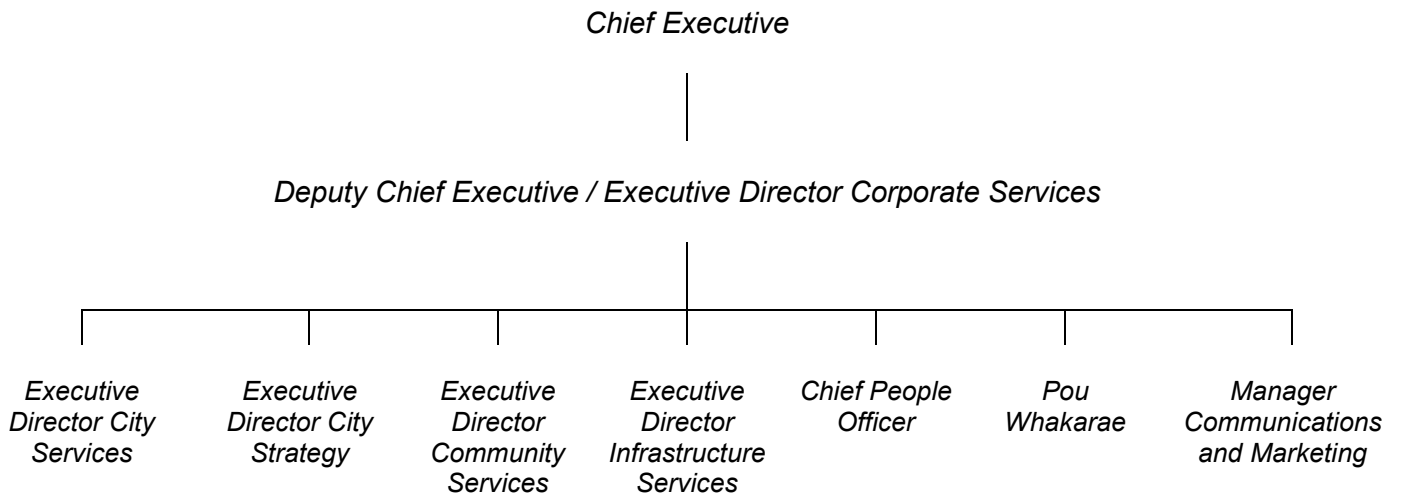 Chief Executive
Deputy Chief Executive / Executive Director Corporate Services
Executive
Director City
Services
Executive
Director City
Strategy
Executive
Director
Community
Services
Executive
Director
Infrastructure
Services
Chief People
Officer
Pou
Whakarae
Manager
Communications
and Marketing